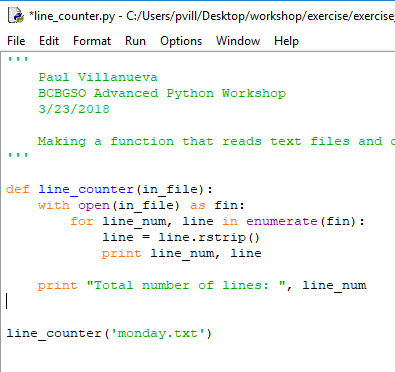 *line_counter.py - C:/Users/pvill/Desktop/workshop/exercise/exercise_
File Edit Format Run Options Window Help
'''
    Paul Villanueva
    BCBGSO Advanced Python Workshop
    3/23/2018

    Making a function that reads text files and
'''

def line_counter(in_file):
    with open(in_file) as fin:
        for line_num, line in enumerate(fin):
            line = line.rstrip()
            print line_num, line

    print "Total number of lines: ", line_num

line_counter('monday.txt')